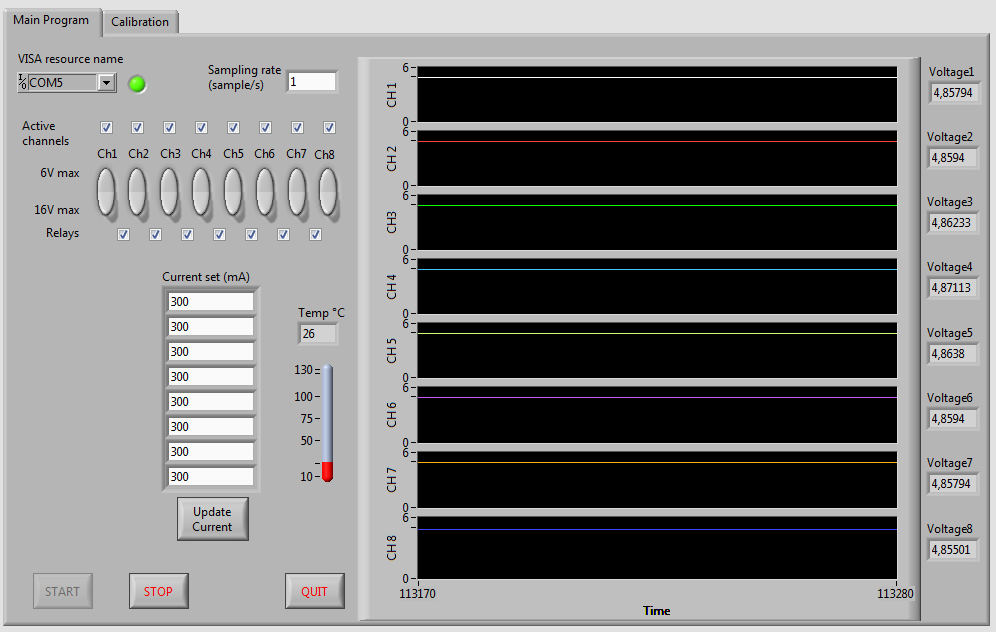 Main Program
Calibration
VISA resource name
COM5
Sampling rate
(sample/s)
1
Active
channels
Ch1 Ch2 Ch3 Ch4 Ch5 Ch6 Ch7 Ch8
6V max
16V max
Relays
Current set (mA)
300
300
300
300
300
300
300
300
Update
Current
Temp °C
26
130
100
75
50
10
START
STOP
QUIT
6
CH 1
0
6
CH 2
0
6
CH3
0
6
CH 4
0
6
CH 5
0
6
CH 6
0
6
CH 7
0
6
CH 8
0
113170
113280
Time
Voltage1
4,85794
Voltage2
4,8594
Voltage3
4,86233
Voltage4
4,87113
Voltage5
4,8638
Voltage6
4,8594
Voltage7
4,85794
Voltage8
4,85501